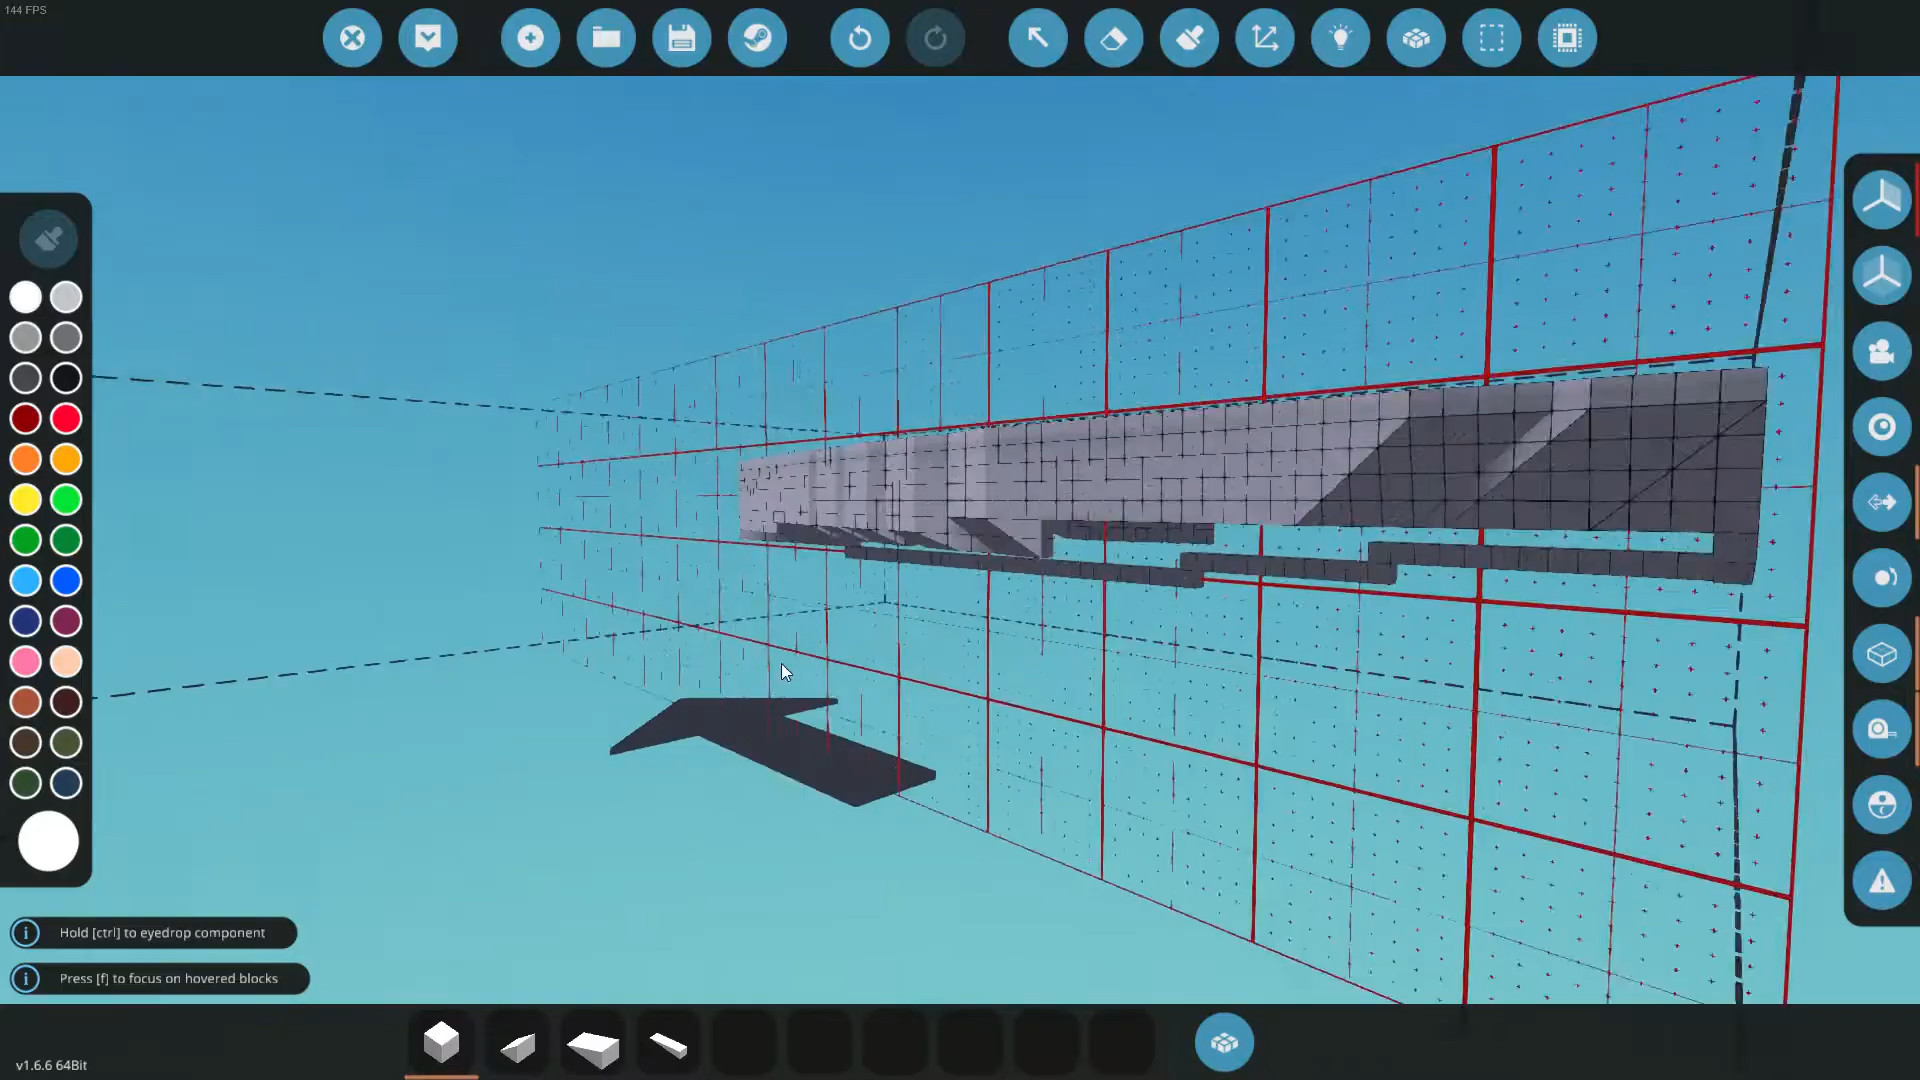 144 FPS
Hold [ctrl] to eyedrop component
Press [f] to focus on hovered blocks
v1.6.6 64Bit